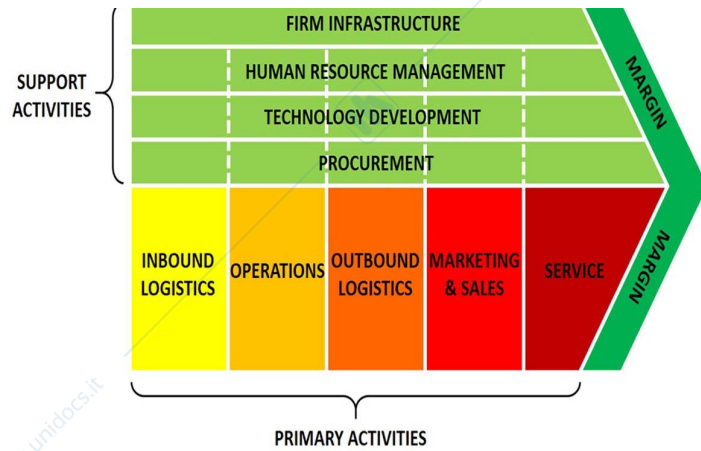 FIRM INFRASTRUCTURE
HUMAN RESOURCE MANAGEMENT
SUPPORT
ACTIVITIES
TECHNOLOGY DEVELOPMENT
PROCUREMENT
MARGIN
INBOUND
LOGISTICS
OPERATIONS
OUTBOUND
LOGISTICS
MARKETING
& SALES
SERVICE
MARGIN
PRIMARY ACTIVITIES
unidocs.it